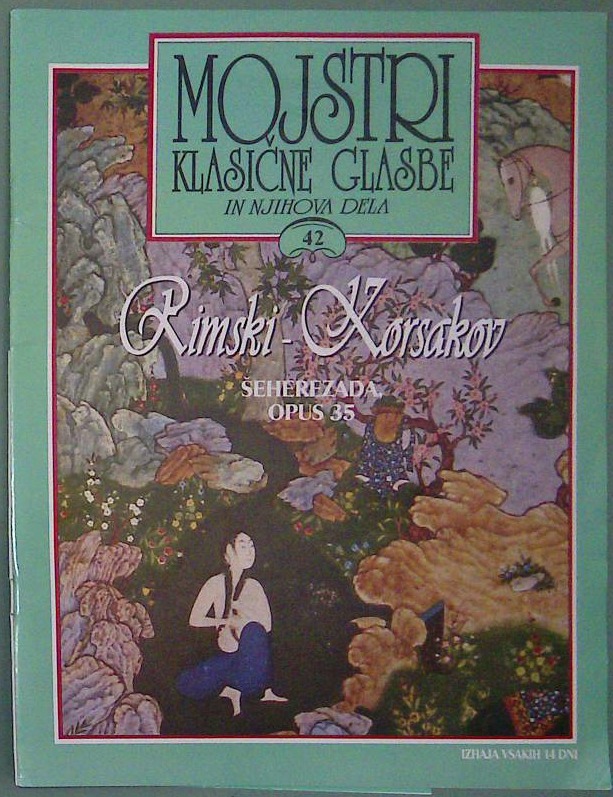 MOJSTRI
KLASIČNE GLASBE
IN NJIHOVA DELA
42
Rimski-Korsakov
ŠEHEREZADA,
OPUS 35
IZHAJA VSAKIH 14 DNI